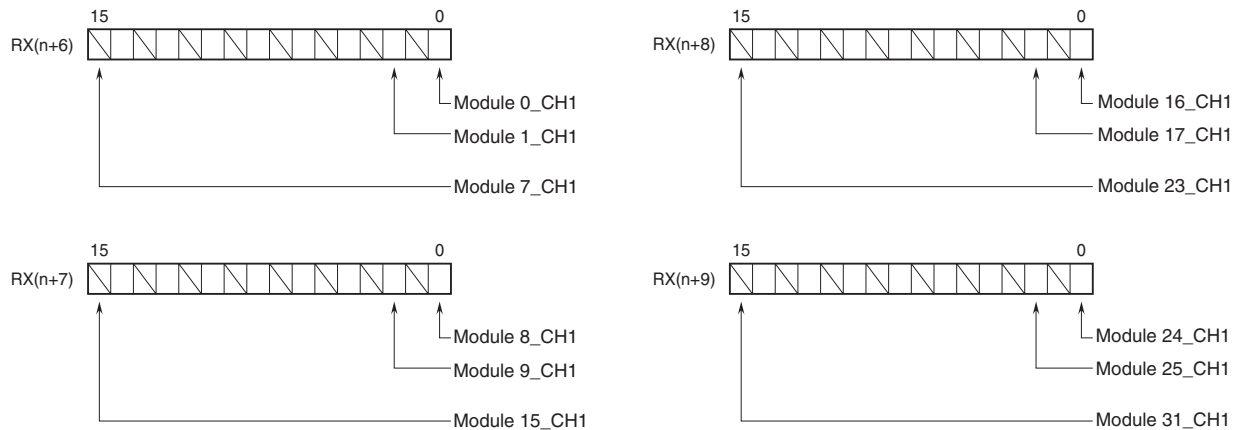 15 0
RX(n+6)
Module 0_CH1
Module 1_CH1
Module 7_CH1
15 0
RX(n+8)
Module 16_CH1
Module 17_CH1
Module 23_CH1
15 0
RX(n+7)
Module 8_CH1
Module 9_CH1
Module 15_CH1
15 0
RX(n+9)
Module 24_CH1
Module 25_CH1
Module 31_CH1